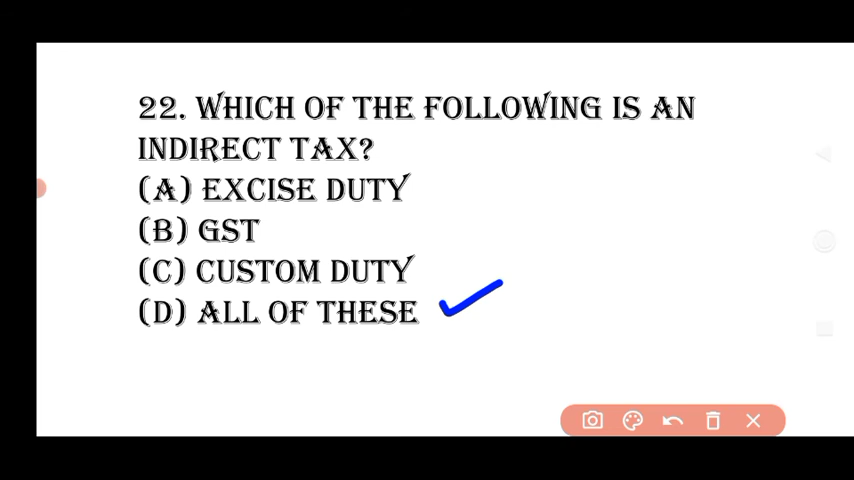 22. WHICH OF THE FOLLOWING IS AN
INDIRECT TAX?
(A) EXCISE DUTY
(B) GST
(C) CUSTOM DUTY
(D) ALL OF THESE